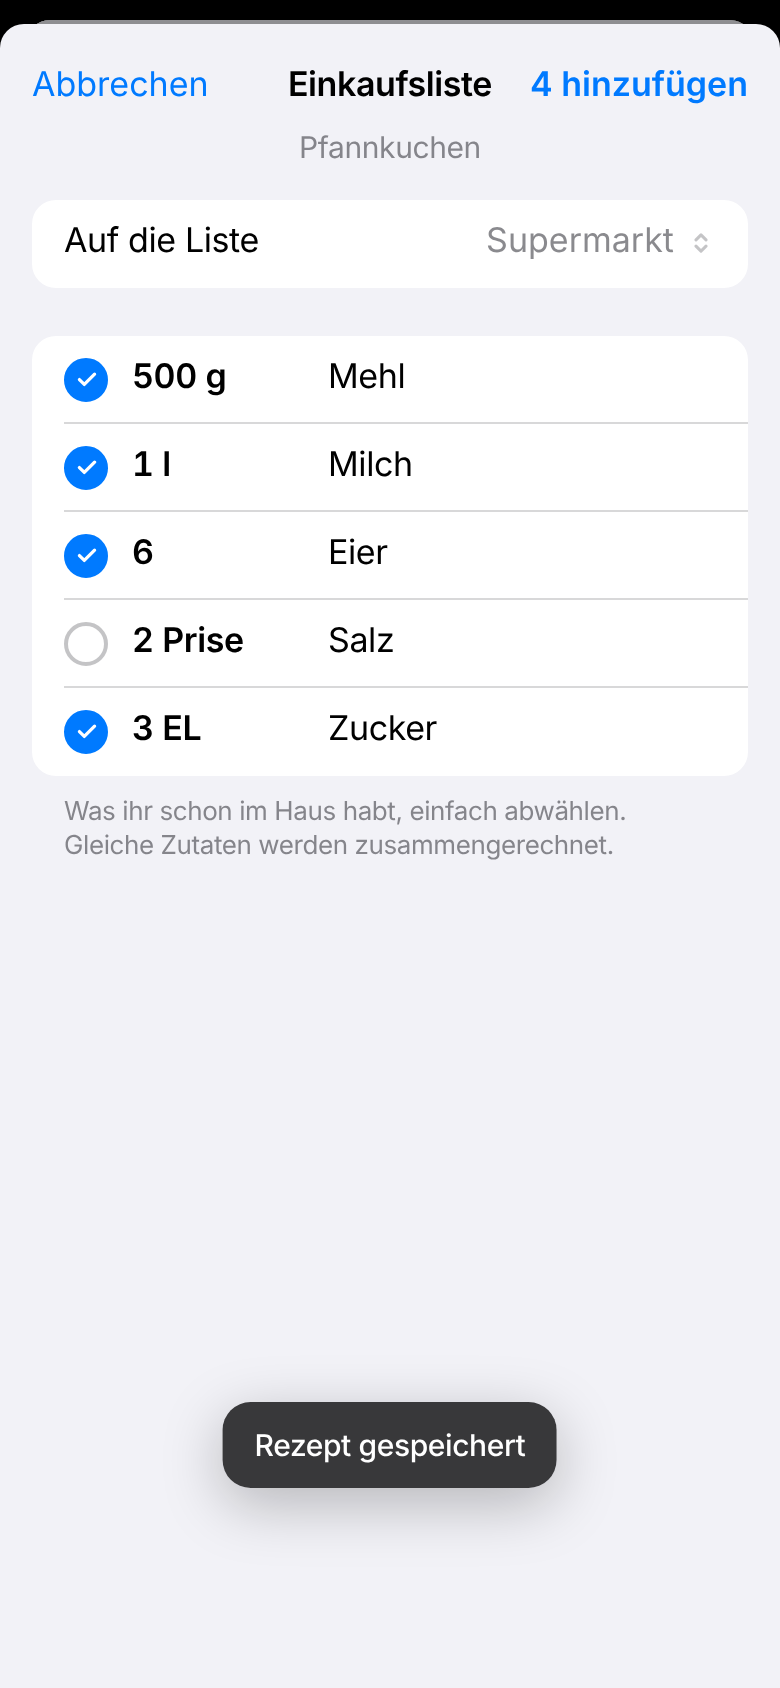 Abbrechen Einkaufsliste 4 hinzufügen
Pfannkuchen
Auf die Liste Supermarkt
500 g Mehl
1 l Milch
6 Eier
2 Prise Salz
3 EL Zucker
Was ihr schon im Haus habt, einfach abwählen.
Gleiche Zutaten werden zusammengerechnet.
Rezept gespeichert